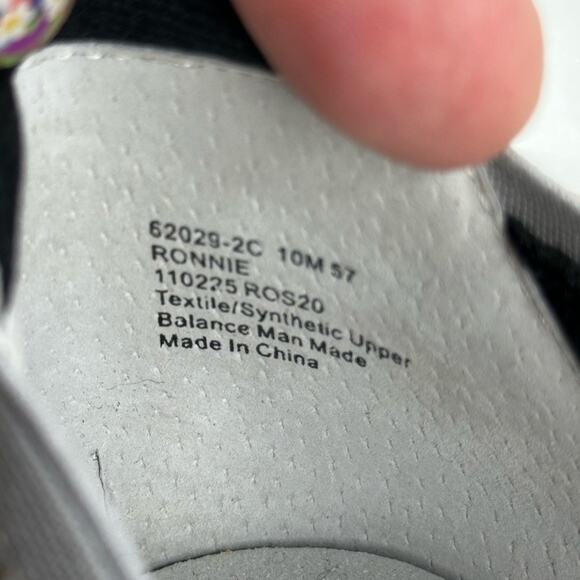 62029-2C 10M 57
RONNIE
110225 ROS20
Textile/Synthetic Upper
Balance Man Made
Made In China